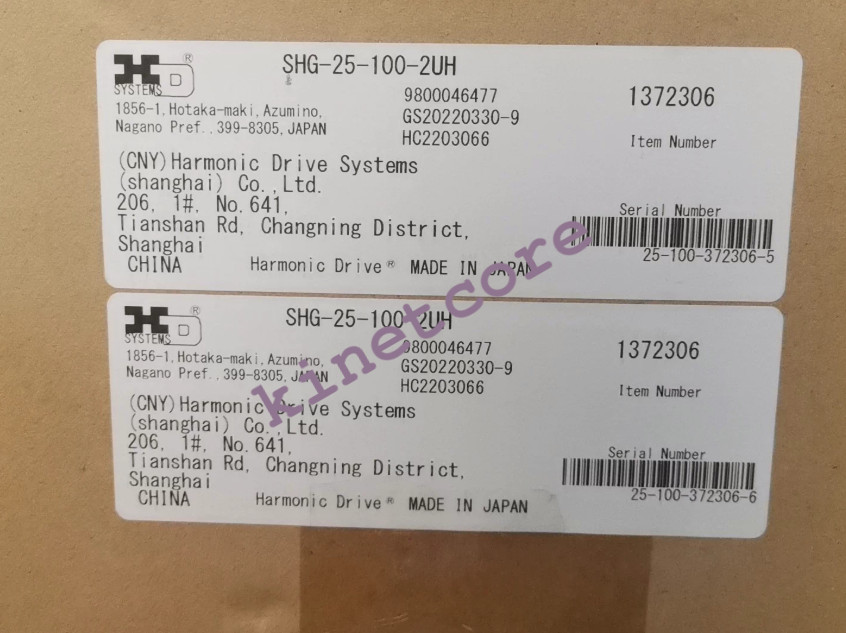 HD ®
SYSTEMS
SHG-25-100-2UH
1856-1, Hotaka-maki, Azumino,
Nagano Pref., 399-8305, JAPAN
9800046477
GS20220330-9
HC2203066
1372306
Item Number
(CNY)Harmonic Drive Systems
(shanghai) Co.,Ltd.
206, 1#, No.641,
Tianshan Rd, Changning District,
Shanghai
CHINA
Harmonic Drive® MADE IN JAPAN
Serial Number
25-100-372306-5
HD ®
SYSTEMS
SHG-25-100-2UH
1856-1, Hotaka-maki, Azumino,
Nagano Pref., 399-8305, JAPAN
9800046477
GS20220330-9
HC2203066
1372306
Item Number
(CNY)Harmonic Drive Systems
(shanghai) Co.,Ltd.
206, 1#, No.641,
Tianshan Rd, Changning District,
Shanghai
CHINA
Harmonic Drive® MADE IN JAPAN
Serial Number
25-100-372306-6
kinetcore